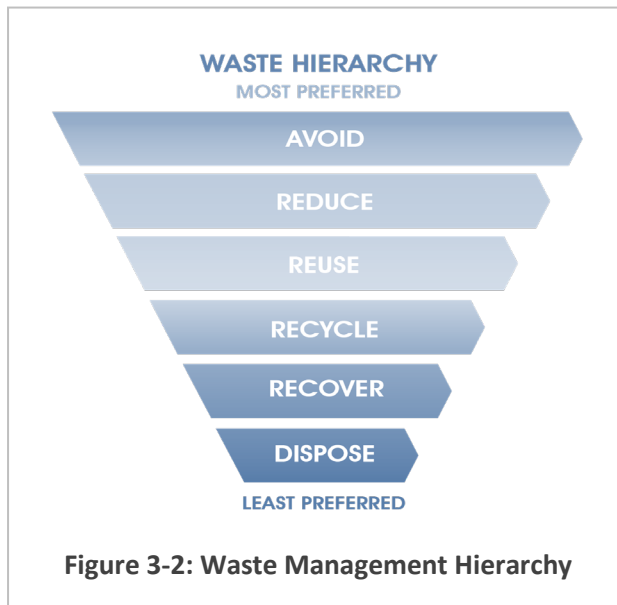 WASTE HIERARCHY
MOST PREFERRED
AVOID
REDUCE
REUSE
RECYCLE
RECOVER
DISPOSE
LEAST PREFERRED
Figure 3-2: Waste Management Hierarchy